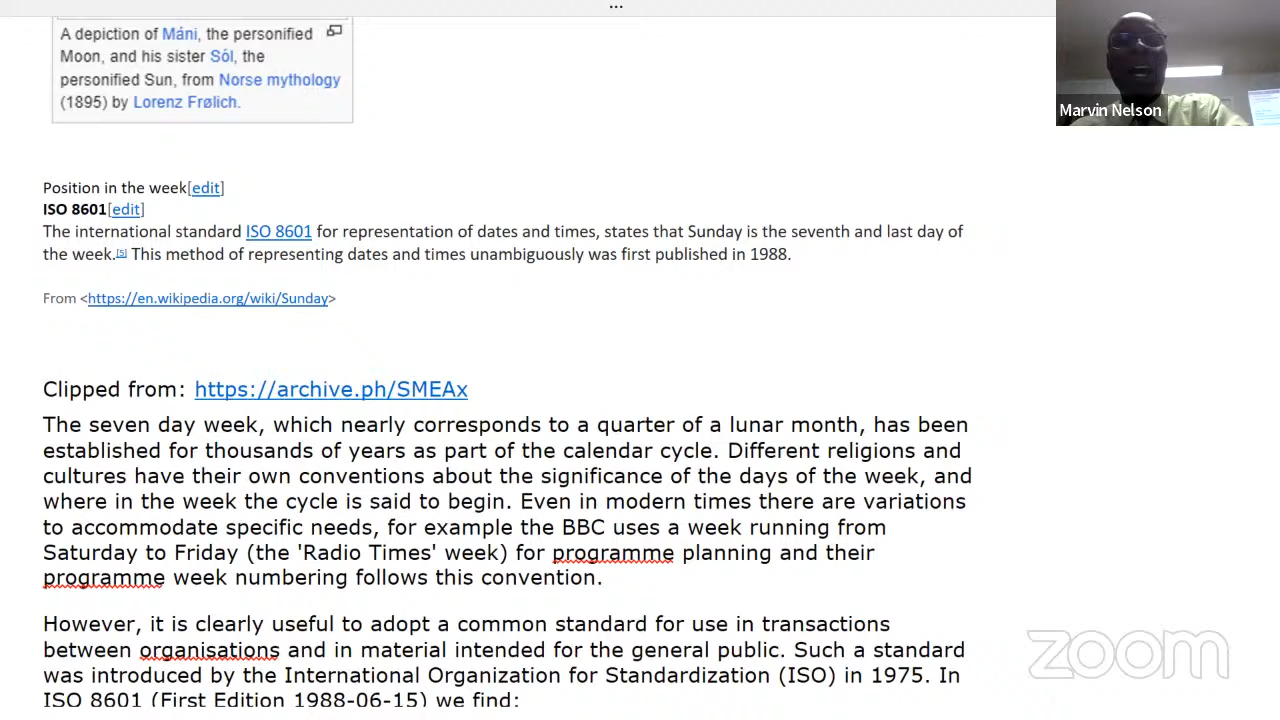 ...
A depiction of Máni, the personified
Moon, and his sister Sól, the
personified Sun, from Norse mythology
(1895) by Lorenz Frølich.
Marvin Nelson
Position in the week[edit]
ISO 8601[edit]
The international standard ISO 8601 for representation of dates and times, states that Sunday is the seventh and last day of
the week.[5] This method of representing dates and times unambiguously was first published in 1988.
From <https://en.wikipedia.org/wiki/Sunday>
Clipped from: https://archive.ph/SMEAx
The seven day week, which nearly corresponds to a quarter of a lunar month, has been
established for thousands of years as part of the calendar cycle. Different religions and
cultures have their own conventions about the significance of the days of the week, and
where in the week the cycle is said to begin. Even in modern times there are variations
to accommodate specific needs, for example the BBC uses a week running from
Saturday to Friday (the 'Radio Times' week) for programme planning and their
programme week numbering follows this convention.
However, it is clearly useful to adopt a common standard for use in transactions
between organisations and in material intended for the general public. Such a standard
was introduced by the International Organization for Standardization (ISO) in 1975. In
ISO 8601 (First Edition 1988-06-15) we find:
zoom